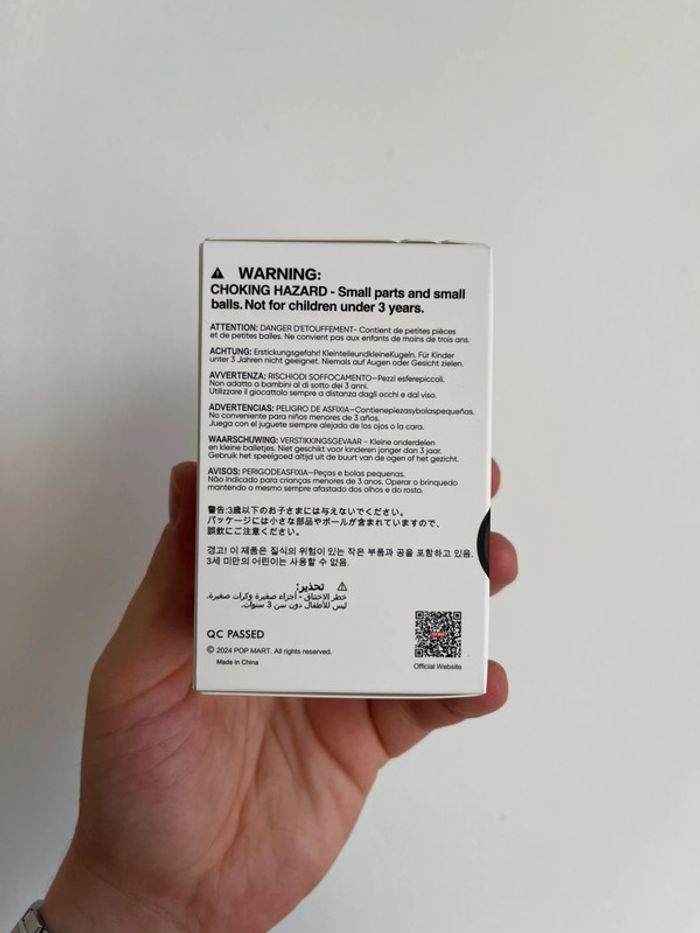 ⚠ WARNING:
CHOKING HAZARD - Small parts and small
balls. Not for children under 3 years.
ATTENTION: DANGER D'ETOUFFEMENT- Contient de petites pièces
et de petites balles. Ne convient pas aux enfants de moins de trois ans.
ACHTUNG: Erstickungsgefahr! KleinteileundkleineKugeln. Für Kinder
unter 3 Jahren nicht geeignet. Niemals auf Augen oder Gesicht zielen.
AVVERTENZA: RISCHIODI SOFFOCAMENTO—Pezzi esferepiccoli.
Non adatto a bambini al di sotto dei 3 anni.
Utilizzare il giocattolo sempre a distanza dagli occhi e dal viso.
ADVERTENCIAS: PELIGRO DE ASFIXIA—Contienepiezasybolaspequeñas.
No conveniente para niños menores de 3 años.
Juega con el juguete siempre alejado de los ojos o la cara.
WAARSCHUWING: VERSTIKKINGSGEVAAR - Kleine onderdelen
en kleine balletjes. Niet geschikt voor kinderen jonger dan 3 jaar.
Gebruik het speelgoed altijd uit de buurt van de ogen of het gezicht.
AVISOS: PERIGODEASFIXIA—Peças e bolas pequenas.
Não indicado para crianças menores de 3 anos. Operar o brinquedo
mantendo o mesmo sempre afastado dos olhos e do rosto.
警告:3歳以下のお子さまには与えないでください。
パッケージには小さな部品やボールが含まれていますので、
誤飲にご注意ください。
경고! 이 제품은 질식의 위험이 있는 작은 부품과 공을 포함하고 있음.
3세 미만의 어린이는 사용할 수 없음.
⚠ تحذير:
خطر الاختناق - أجزاء صغيرة وكرات صغيرة.
ليس للأطفال دون سن 3 سنوات.
QC PASSED
© 2024 POP MART. All rights reserved.
Made in China
Official Website